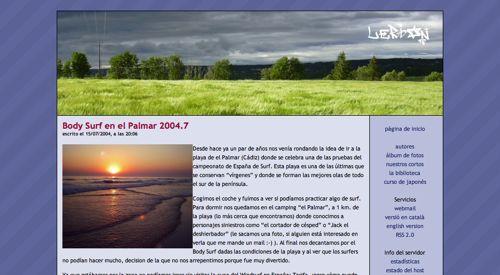 LERDON
Body Surf en el Palmar 2004.7
escrito el 15/07/2004, a las 20:06
Desde hace ya un par de años nos venía rondando la idea de ir a la
playa de el Palmar (Cádiz) donde se celebra una de las pruebas del
campeonato de España de Surf. Esta playa es una de las últimas que
se conservan "vírgenes" y donde se forman las mejores olas de todo
el sur de la península.
Cogimos el coche y fuimos a ver si podíamos practicar algo de surf.
Para dormir nos quedamos en el camping "el Palmar", a 1 km. de
la playa (lo más cerca que encontramos) donde conocimos a
personajes siniestros como "el cortador de césped" o "Jack el
deshierbador" (le sacamos una foto, si alguien está interesado en
verla que me mande un mail :-) ). Al final nos decantamos por el
Body Surf dadas las condiciones de la playa y al ver que los surfers
no podían hacer mucho, decision de la que no nos arrepentimos porque fue muy divertido.
página de inicio
autores
álbum de fotos
nuestros cortos
la biblioteca
curso de japonés
Servicios
webmail
versió en català
english version
RSS 2.0
Info del servidor
estadísticas
estado del host